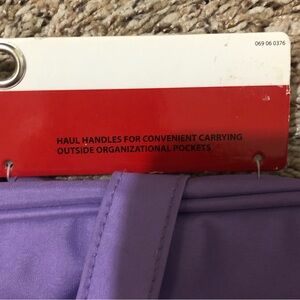 069 06 0376
HAUL HANDLES FOR CONVENIENT CARRYING
OUTSIDE ORGANIZATIONAL POCKETS